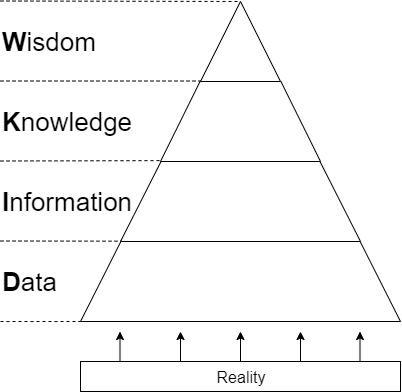 Wisdom
Knowledge
Information
Data
Reality